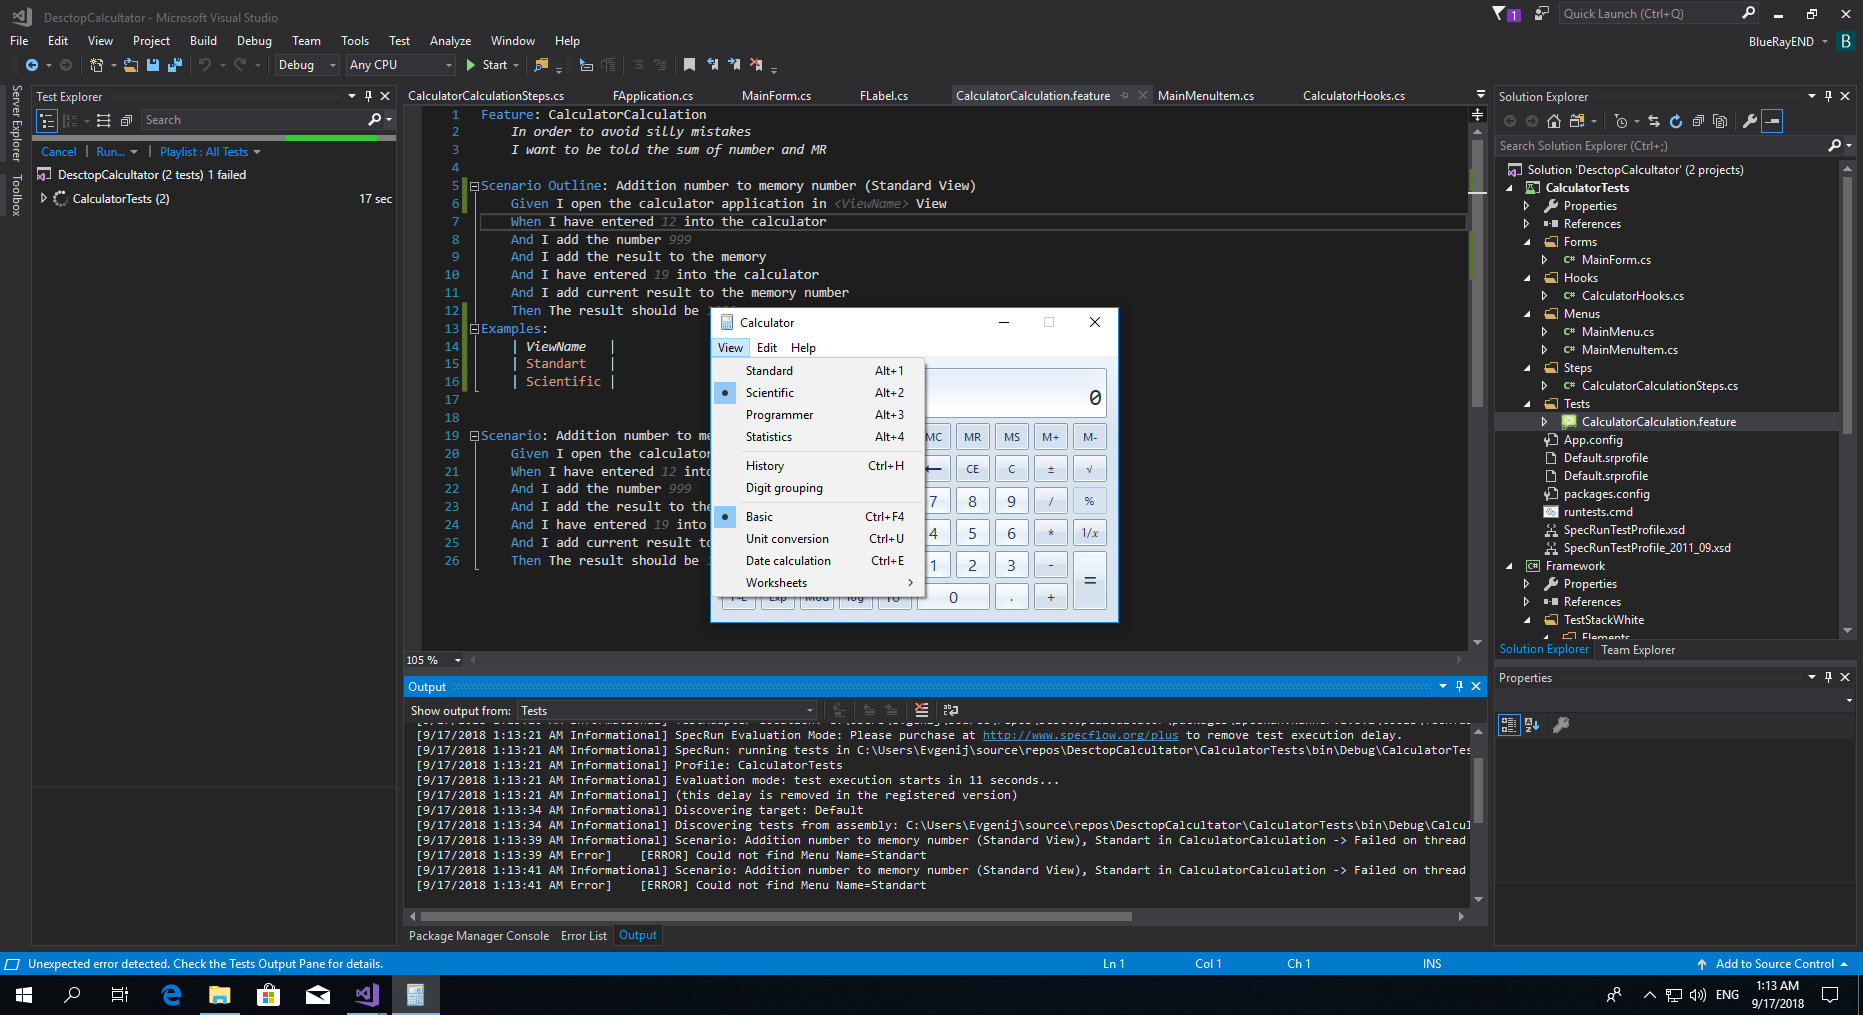 DesctopCalcultator - Microsoft Visual Studio
1
Quick Launch (Ctrl+Q)
File Edit View Project Build Debug Team Tools Test Analyze Window Help
BlueRayEND B
Debug Any CPU Start
Server Explorer
Toolbox
Test Explorer
Search
Cancel | Run... | Playlist : All Tests
DesctopCalcultator (2 tests) 1 failed
CalculatorTests (2) 17 sec
CalculatorCalculationSteps.cs FApplication.cs MainForm.cs FLabel.cs CalculatorCalculation.feature MainMenuItem.cs CalculatorHooks.cs
1 Feature: CalculatorCalculation
2 In order to avoid silly mistakes
3 I want to be told the sum of number and MR
4
5 Scenario Outline: Addition number to memory number (Standard View)
6 Given I open the calculator application in <ViewName> View
7 When I have entered 12 into the calculator
8 And I add the number 999
9 And I add the result to the memory
10 And I have entered 19 into the calculator
11 And I add current result to the memory number
12 Then The result should be
13 Examples:
14 | ViewName |
15 | Standart |
16 | Scientific |
17
18
19 Scenario: Addition number to me
20 Given I open the calculator
21 When I have entered 12 into
22 And I add the number 999
23 And I add the result to the
24 And I have entered 19 into
25 And I add current result to
26 Then The result should be
Calculator
View Edit Help
Standard Alt+1
Scientific Alt+2
Programmer Alt+3
Statistics Alt+4
History Ctrl+H
Digit grouping
Basic Ctrl+F4
Unit conversion Ctrl+U
Date calculation Ctrl+E
Worksheets
0
MC MR MS M+ M-
← CE C ± √
7 8 9 / %
4 5 6 * 1/x
1 2 3 - =
F-E Exp Mod log 10 0 . +
105 %
Output
Show output from: Tests
[9/17/2018 1:13:21 AM Informational] SpecRun Evaluation Mode: Please purchase at http://www.specflow.org/plus to remove test execution delay.
[9/17/2018 1:13:21 AM Informational] SpecRun: running tests in C:\Users\Evgenij\source\repos\DesctopCalcultator\CalculatorTests\bin\Debug\CalculatorTes
[9/17/2018 1:13:21 AM Informational] Profile: CalculatorTests
[9/17/2018 1:13:21 AM Informational] Evaluation mode: test execution starts in 11 seconds...
[9/17/2018 1:13:21 AM Informational] (this delay is removed in the registered version)
[9/17/2018 1:13:34 AM Informational] Discovering target: Default
[9/17/2018 1:13:34 AM Informational] Discovering tests from assembly: C:\Users\Evgenij\source\repos\DesctopCalcultator\CalculatorTests\bin\Debug\Calcul
[9/17/2018 1:13:39 AM Informational] Scenario: Addition number to memory number (Standard View), Standart in CalculatorCalculation -> Failed on thread
[9/17/2018 1:13:39 AM Error] [ERROR] Could not find Menu Name=Standart
[9/17/2018 1:13:41 AM Informational] Scenario: Addition number to memory number (Standard View), Standart in CalculatorCalculation -> Failed on thread
[9/17/2018 1:13:41 AM Error] [ERROR] Could not find Menu Name=Standart
Package Manager Console Error List Output
Solution Explorer
Search Solution Explorer (Ctrl+;)
Solution 'DesctopCalcultator' (2 projects)
CalculatorTests
Properties
References
Forms
C# MainForm.cs
Hooks
C# CalculatorHooks.cs
Menus
C# MainMenu.cs
C# MainMenuItem.cs
Steps
C# CalculatorCalculationSteps.cs
Tests
CalculatorCalculation.feature
App.config
Default.srprofile
Default.srprofile
packages.config
runtests.cmd
SpecRunTestProfile.xsd
SpecRunTestProfile_2011_09.xsd
C# Framework
Properties
References
TestStackWhite
Elements
Solution Explorer Team Explorer
Properties
Unexpected error detected. Check the Tests Output Pane for details.
Ln 1 Col 1 Ch 1 INS
Add to Source Control
ENG
1:13 AM
9/17/2018